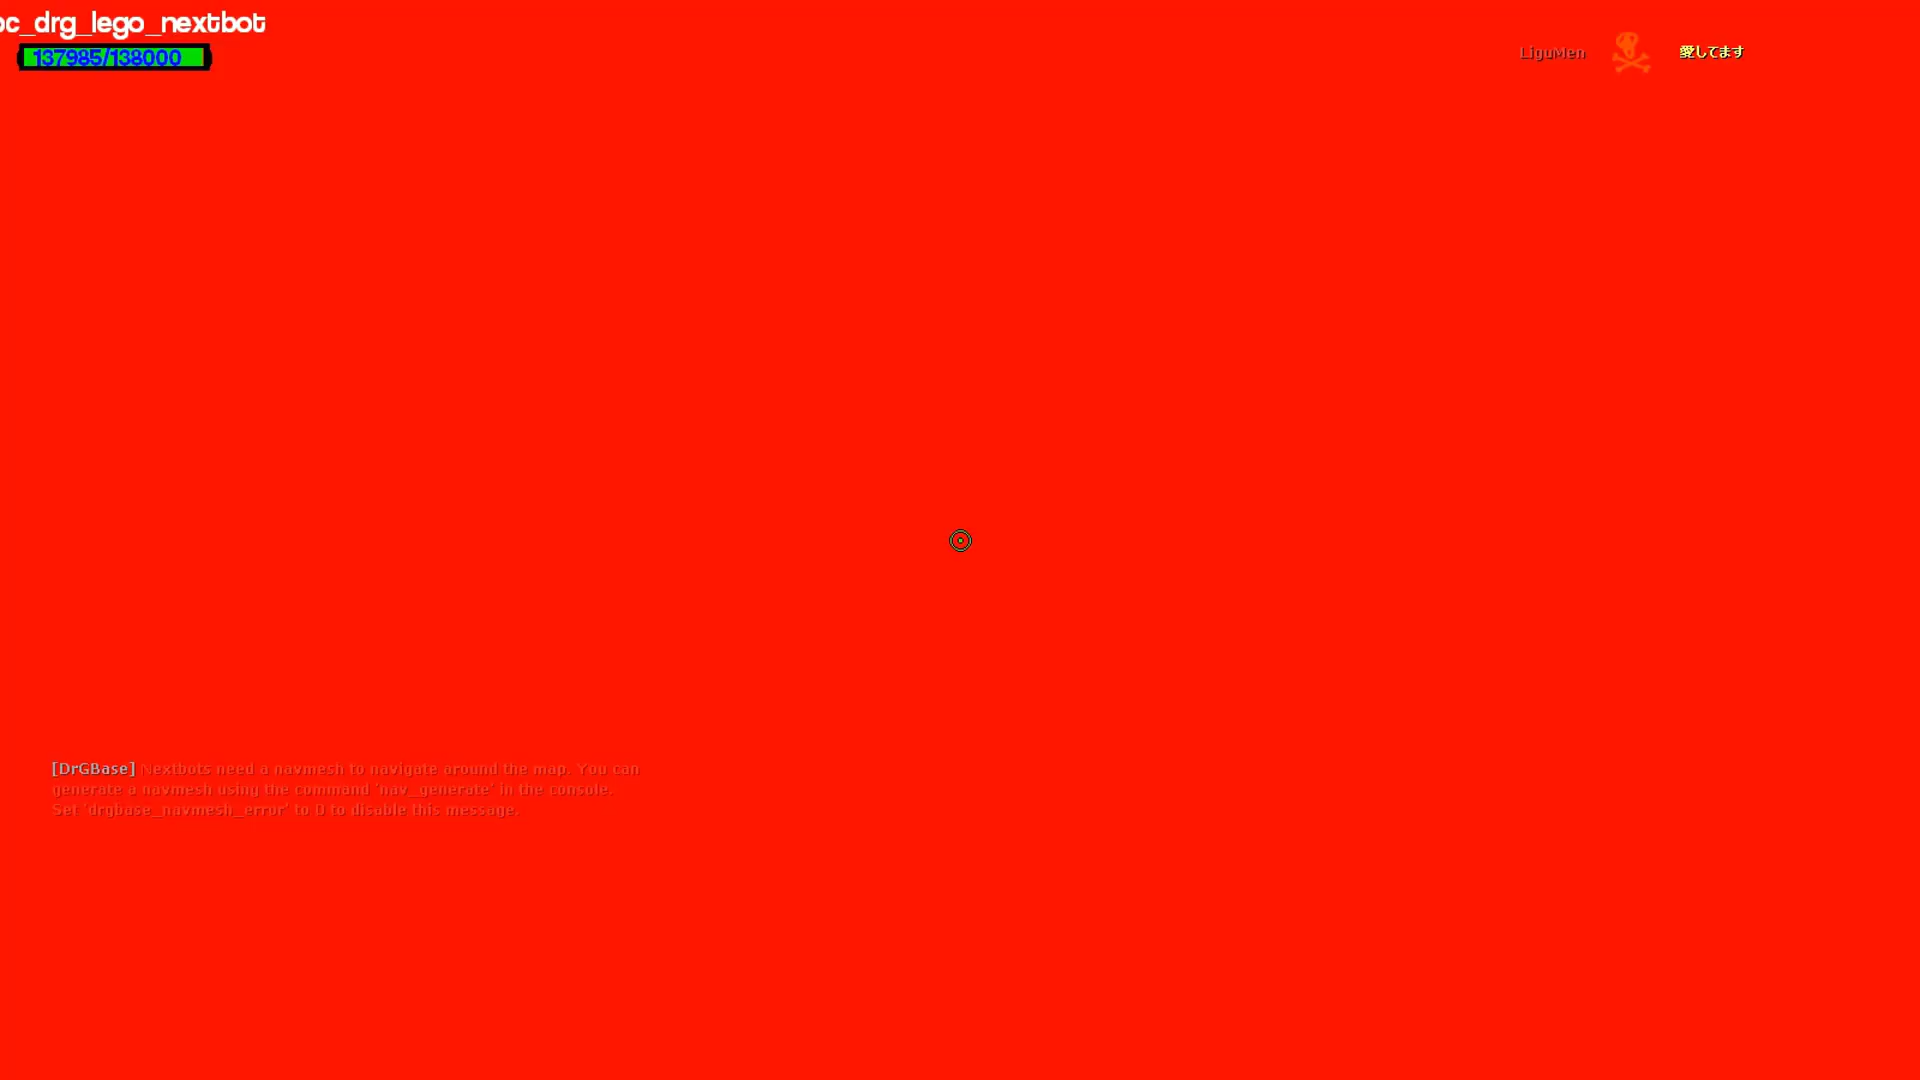 oc_drg_lego_nextbot
137985/138000
LiguMen 愛してます
[DrGBase] Nextbots need a navmesh to navigate around the map. You can
generate a navmesh using the command 'nav_generate' in the console.
Set 'drgbase_navmesh_error' to 0 to disable this message.